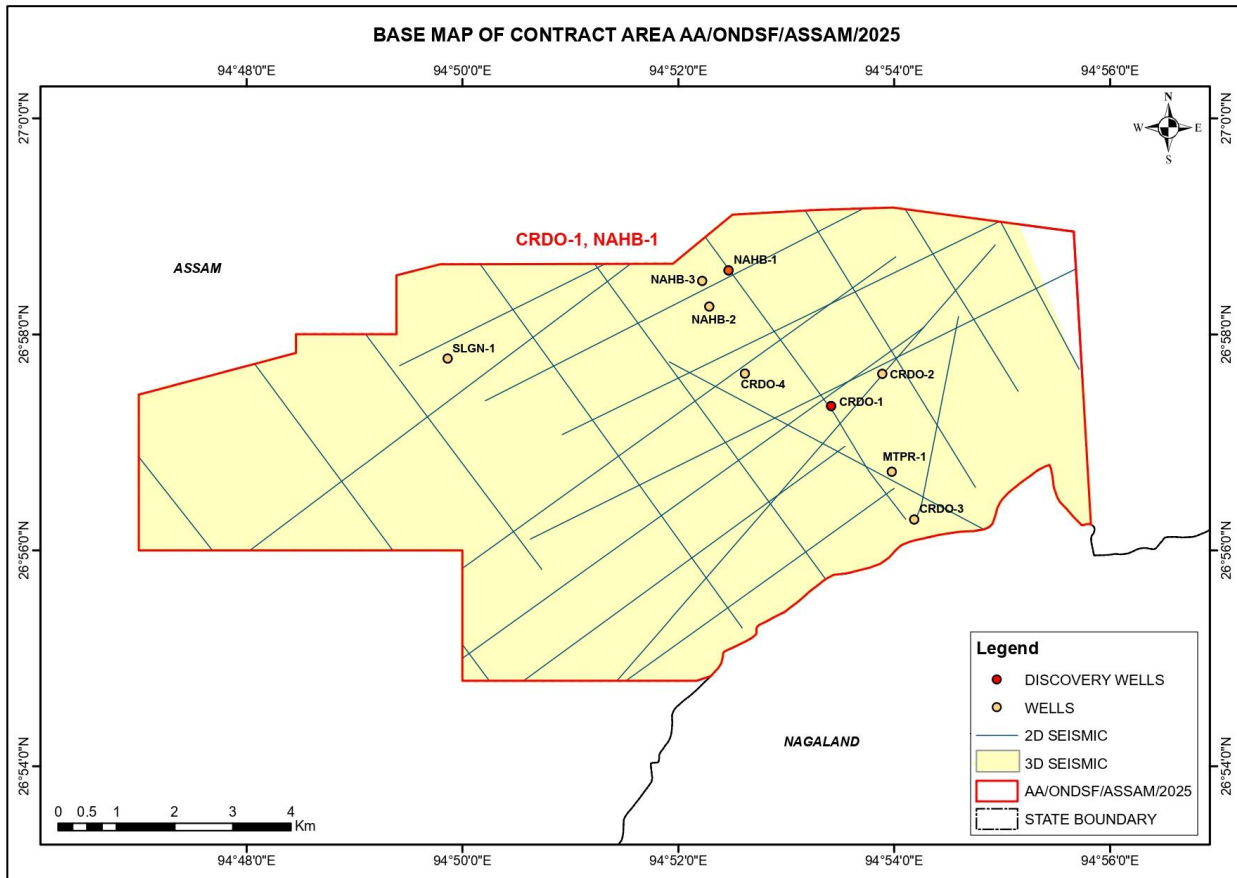 BASE MAP OF CONTRACT AREA AA/ONDSF/ASSAM/2025
94°48'0"E
94°50'0"E
94°52'0"E
94°54'0"E
94°56'0"E
27°0'0"N
27°0'0"N
N
W
E
S
CRDO-1, NAHB-1
ASSAM
NAHB-1
NAHB-3
NAHB-2
26°58'0"N
26°58'0"N
SLGN-1
CRDO-4
CRDO-2
CRDO-1
MTPR-1
CRDO-3
26°56'0"N
26°56'0"N
NAGALAND
26°54'0"N
26°54'0"N
Legend
DISCOVERY WELLS
WELLS
2D SEISMIC
3D SEISMIC
AA/ONDSF/ASSAM/2025
STATE BOUNDARY
0 0.5 1 2 3 4
Km
94°48'0"E
94°50'0"E
94°52'0"E
94°54'0"E
94°56'0"E